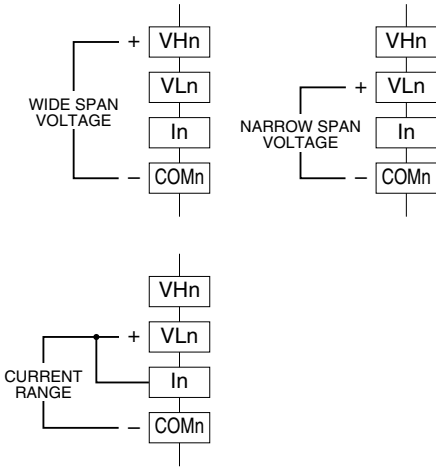 + VHn
VLn
WIDE SPAN
VOLTAGE
In
− COMn
VHn
+ VLn
In
NARROW SPAN
VOLTAGE
− COMn
VHn
+ VLn
In
CURRENT
RANGE
− COMn